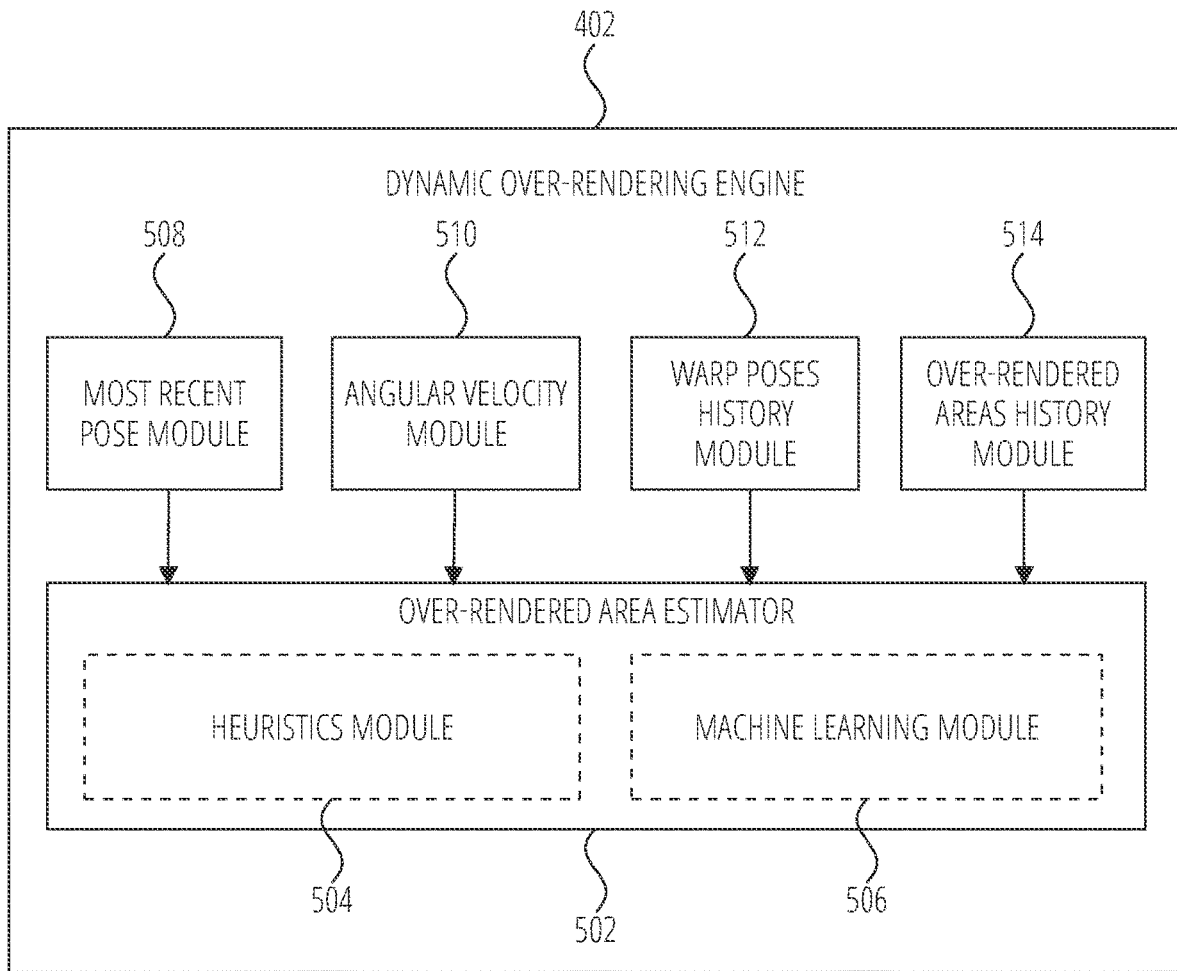 402
DYNAMIC OVER-RENDERING ENGINE
508
510
512
514
MOST RECENT
POSE MODULE
ANGULAR VELOCITY
MODULE
WARP POSES
HISTORY
MODULE
OVER-RENDERED
AREAS HISTORY
MODULE
OVER-RENDERED AREA ESTIMATOR
HEURISTICS MODULE
MACHINE LEARNING MODULE
504
502
506